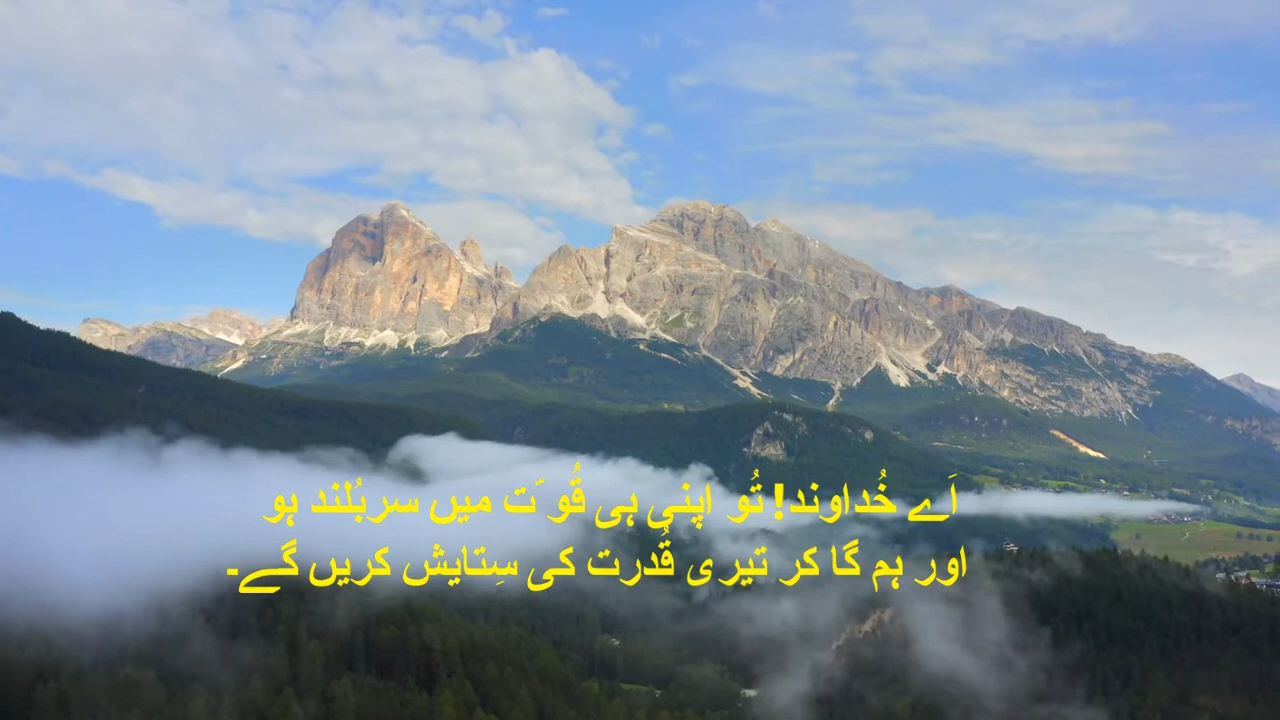 اَے خُداوند! تُو اپنی ہی قُو ّت میں سربُلند ہو
اور ہم گا کر تیری قُدرت کی سِتایش کریں گے۔